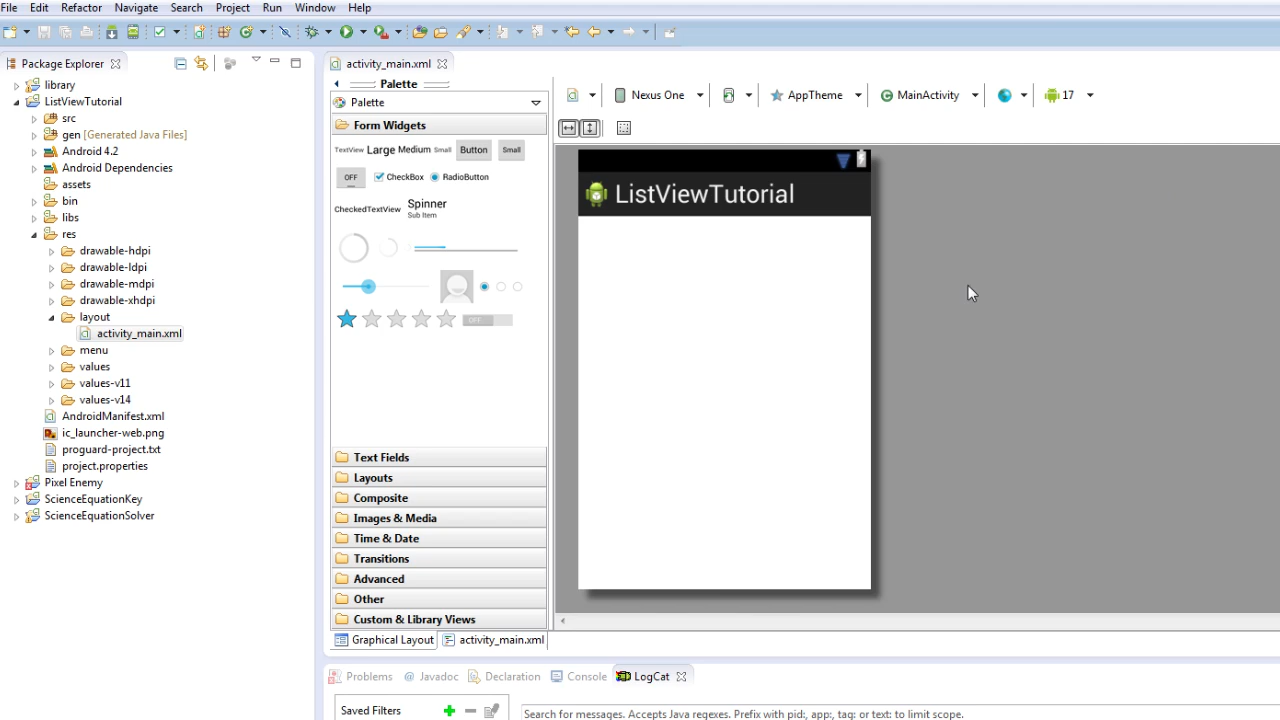 File Edit Refactor Navigate Search Project Run Window Help
Package Explorer
library
ListViewTutorial
src
gen [Generated Java Files]
Android 4.2
Android Dependencies
assets
bin
libs
res
drawable-hdpi
drawable-ldpi
drawable-mdpi
drawable-xhdpi
layout
activity_main.xml
menu
values
values-v11
values-v14
AndroidManifest.xml
ic_launcher-web.png
proguard-project.txt
project.properties
Pixel Enemy
ScienceEquationKey
ScienceEquationSolver
activity_main.xml
Palette
Palette
Form Widgets
TextView Large Medium Small Button Small
OFF CheckBox RadioButton
CheckedTextView Spinner
Sub Item
OFF
Text Fields
Layouts
Composite
Images & Media
Time & Date
Transitions
Advanced
Other
Custom & Library Views
Graphical Layout activity_main.xml
Nexus One AppTheme MainActivity 17
ListViewTutorial
Problems @ Javadoc Declaration Console LogCat
Saved Filters
Search for messages. Accepts Java regexes. Prefix with pid:, app:, tag: or text: to limit scope.